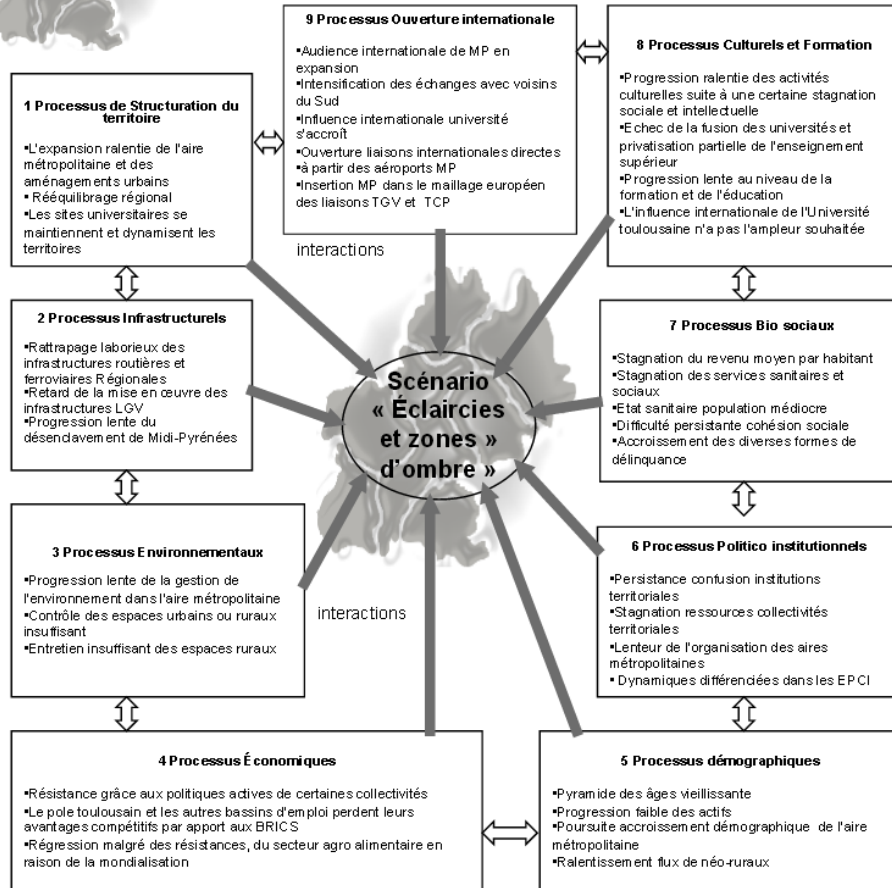 9 Processus Ouverture internationale
▪Audience internationale de MP en
expansion
▪Intensification des échanges avec voisins
du Sud
▪Influence internationale université
s'accroît
▪Ouverture liaisons internationales directes
▪à partir des aéroports MP
▪Insertion MP dans le maillage européen
des liaisons TGV et TCP
8 Processus Culturels et Formation
▪Progression ralentie des activités
culturelles suite à une certaine stagnation
sociale et intellectuelle
▪Echec de la fusion des universités et
privatisation partielle de l'enseignement
supérieur
▪Progression lente au niveau de la
formation et de l'éducation
▪L'influence internationale de l'Université
toulousaine n'a pas l'ampleur souhaitée
1 Processus de Structuration du
territoire
▪L'expansion ralentie de l'aire
métropolitaine et des
aménagements urbains
▪ Rééquilibrage régional
▪Les sites universitaires se
maintiennent et dynamisent les
territoires
interactions
2 Processus Infrastructurels
▪Rattrapage laborieux des
infrastructures routières et
ferroviaires Régionales
▪Retard de la mise en œuvre des
infrastructures LGV
▪Progression lente du
désenclavement de Midi-Pyrénées
Scénario
« Éclaircies
et zones »
d'ombre »
7 Processus Bio sociaux
▪Stagnation du revenu moyen par habitant
▪Stagnation des services sanitaires et
sociaux
▪Etat sanitaire population médiocre
▪Difficulté persistante cohésion sociale
▪Accroissement des diverses formes de
délinquance
3 Processus Environnementaux
▪Progression lente de la gestion de
l'environnement dans l'aire métropolitaine
▪Contrôle des espaces urbains ou ruraux
insuffisant
▪Entretien insuffisant des espaces ruraux
interactions
6 Processus Politico institutionnels
▪Persistance confusion institutions
territoriales
▪Stagnation ressources collectivités
territoriales
▪Lenteur de l'organisation des aires
métropolitaines
▪ Dynamiques différenciées dans les EPCI
4 Processus Économiques
▪Résistance grâce aux politiques actives de certaines collectivités
▪Le pole toulousain et les autres bassins d'emploi perdent leurs
avantages compétitifs par apport aux BRICS
▪Régression malgré des résistances, du secteur agro alimentaire en
raison de la mondialisation
5 Processus démographiques
▪Pyramide des âges vieillissante
▪Progression faible des actifs
▪Poursuite accroissement démographique de l'aire
métropolitaine
▪Ralentissement flux de néo-ruraux